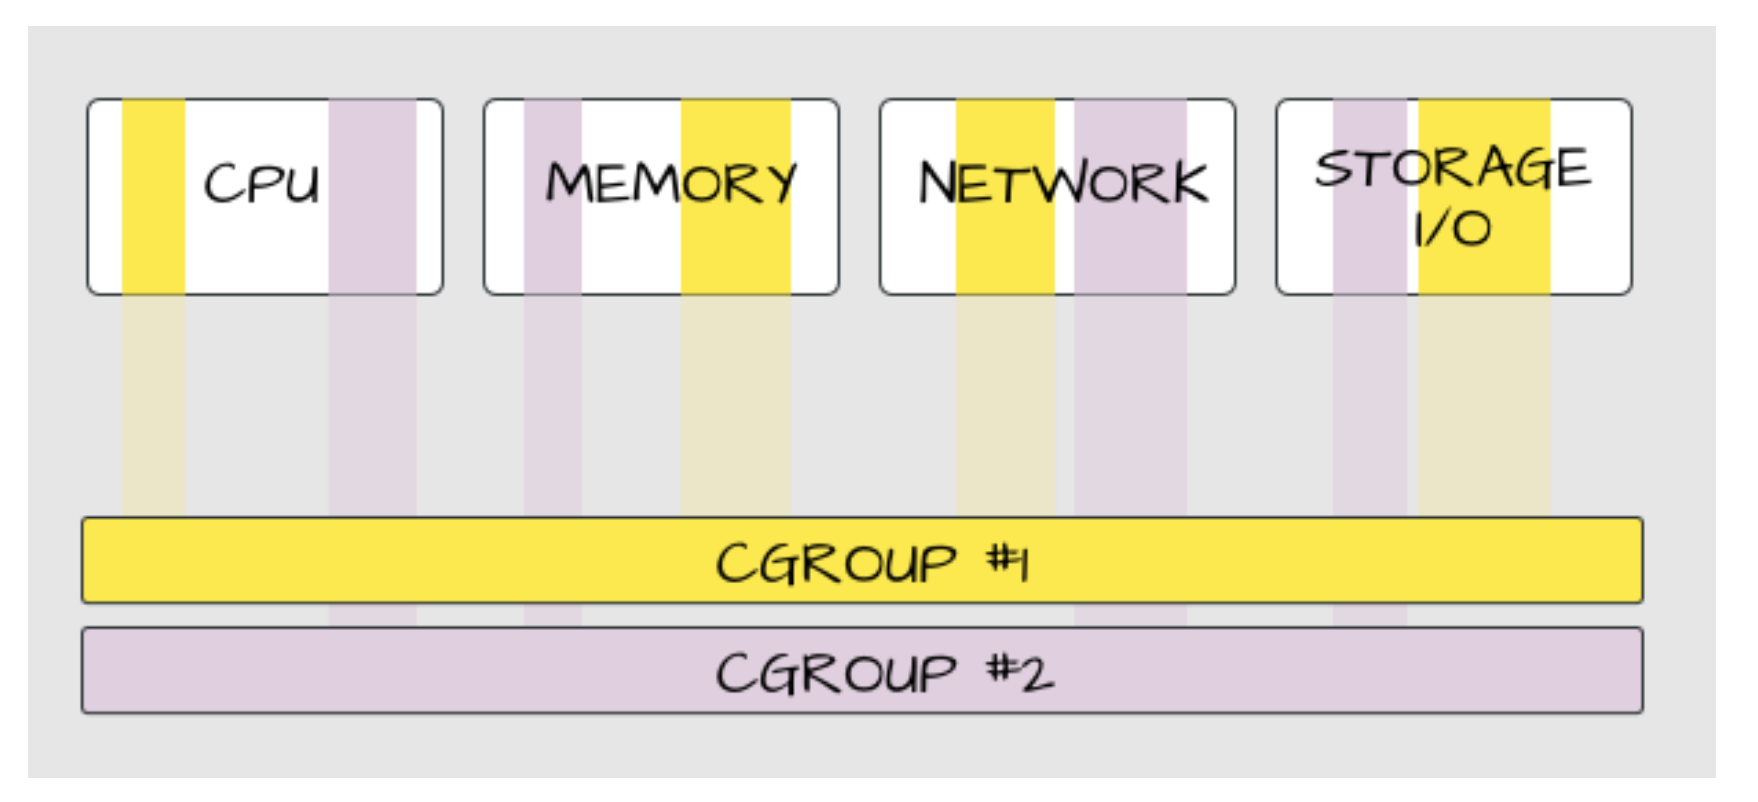 CPU
MEMORY
NETWORK
STORAGE
I/O
CGROUP #1
CGROUP #2